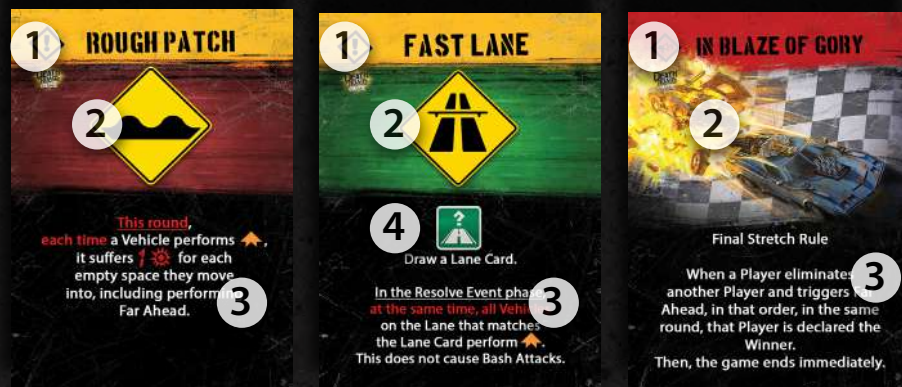 1 ROUGH PATCH
2
This round,
each time a Vehicle performs ,
it suffers 1 for each
empty space they move
into, including
Far Ahead.
3
1 FAST LANE
2
4
?
Draw a Lane Card.
In the Resolve Event phase,
at the same time, all
on the Lane that matches
the Lane Card perform .
This does not cause Bash Attacks.
3
1 IN BLAZE OF GORY
2
Final Stretch Rule
When a Player eliminates
another Player and triggers Far
Ahead, in that order, in the same
round, that Player is declared the
Winner.
Then, the game ends immediately.
3